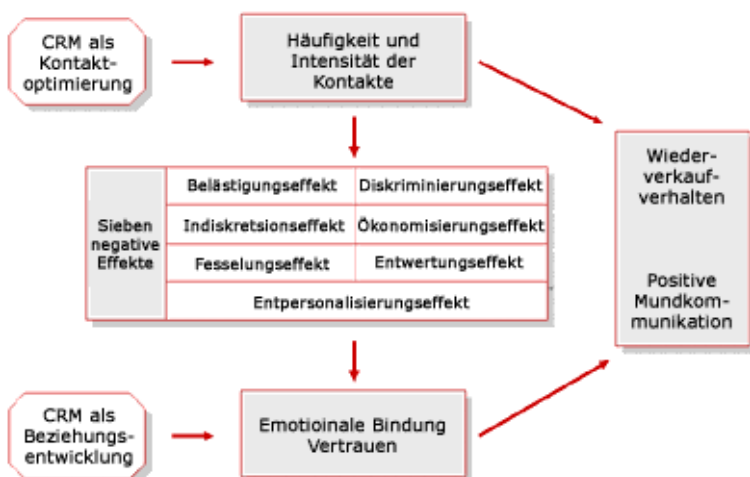 CRM als
Kontakt-
optimierung
Häufigkeit und
Intensität der
Kontakte
Wieder-
verkauf-
verhalten
Positive
Mundkom-
munikation
Sieben
negative
Effekte
Belästigungseffekt
Diskriminierungseffekt
Indiskretsionseffekt
Ökonomisierungseffekt
Fesselungseffekt
Entwertungseffekt
Entpersonalisierungseffekt
CRM als
Beziehungs-
entwicklung
Emotioinale Bindung
Vertrauen